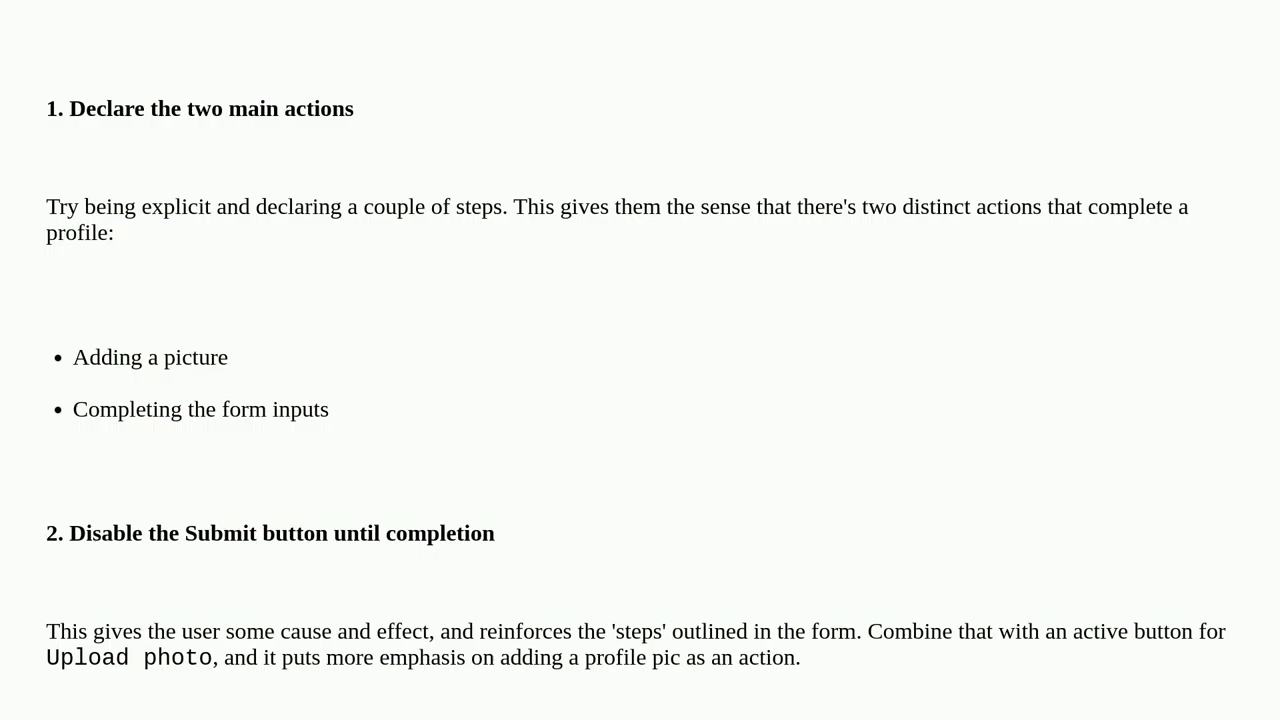 1. Declare the two main actions
Try being explicit and declaring a couple of steps. This gives them the sense that there's two distinct actions that complete a
profile:
• Adding a picture
• Completing the form inputs
2. Disable the Submit button until completion
This gives the user some cause and effect, and reinforces the 'steps' outlined in the form. Combine that with an active button for
Upload photo, and it puts more emphasis on adding a profile pic as an action.